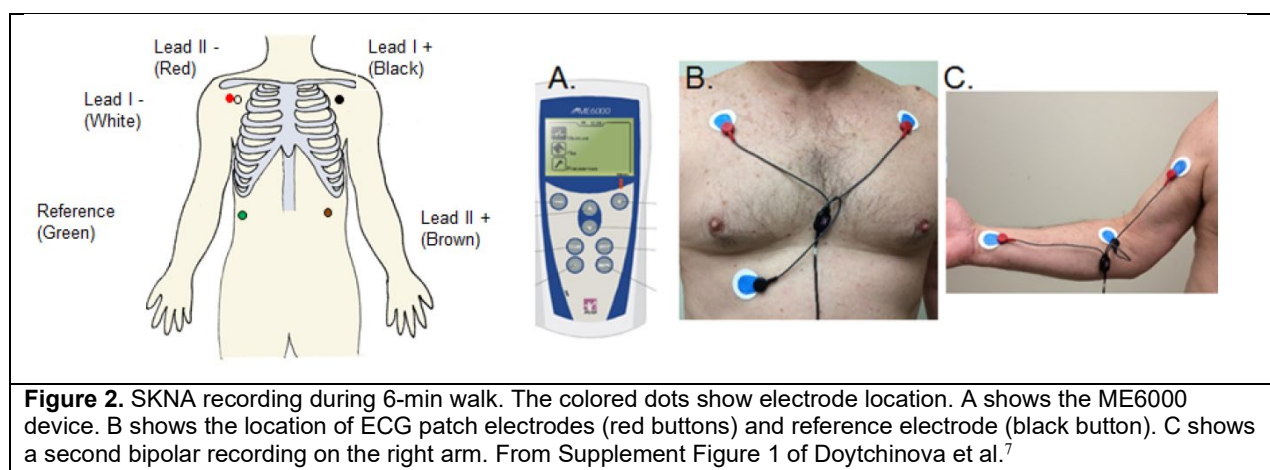 Lead II -
(Red)
Lead I +
(Black)
Lead I -
(White)
Reference
(Green)
Lead II +
(Brown)
A.
ME6000
B.
C.
Figure 2. SKNA recording during 6-min walk. The colored dots show electrode location. A shows the ME6000
device. B shows the location of ECG patch electrodes (red buttons) and reference electrode (black button). C shows
a second bipolar recording on the right arm. From Supplement Figure 1 of Doytchinova et al.7